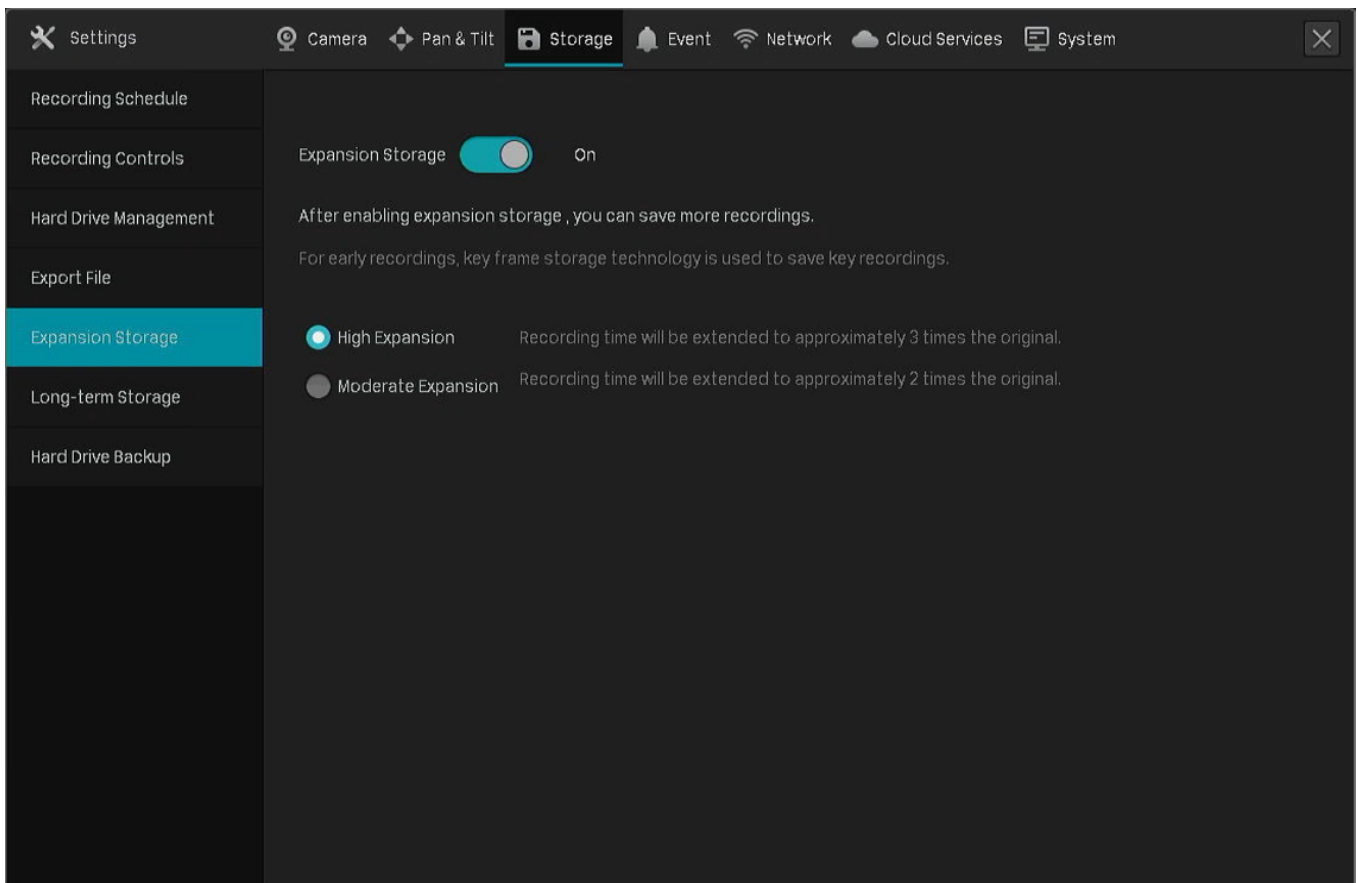 Settings
Camera
Pan & Tilt
Storage
Event
Network
Cloud Services
System
Recording Schedule
Recording Controls
Hard Drive Management
Export File
Expansion Storage
Long-term Storage
Hard Drive Backup
Expansion Storage On
After enabling expansion storage , you can save more recordings.
For early recordings, key frame storage technology is used to save key recordings.
High Expansion Recording time will be extended to approximately 3 times the original.
Moderate Expansion Recording time will be extended to approximately 2 times the original.